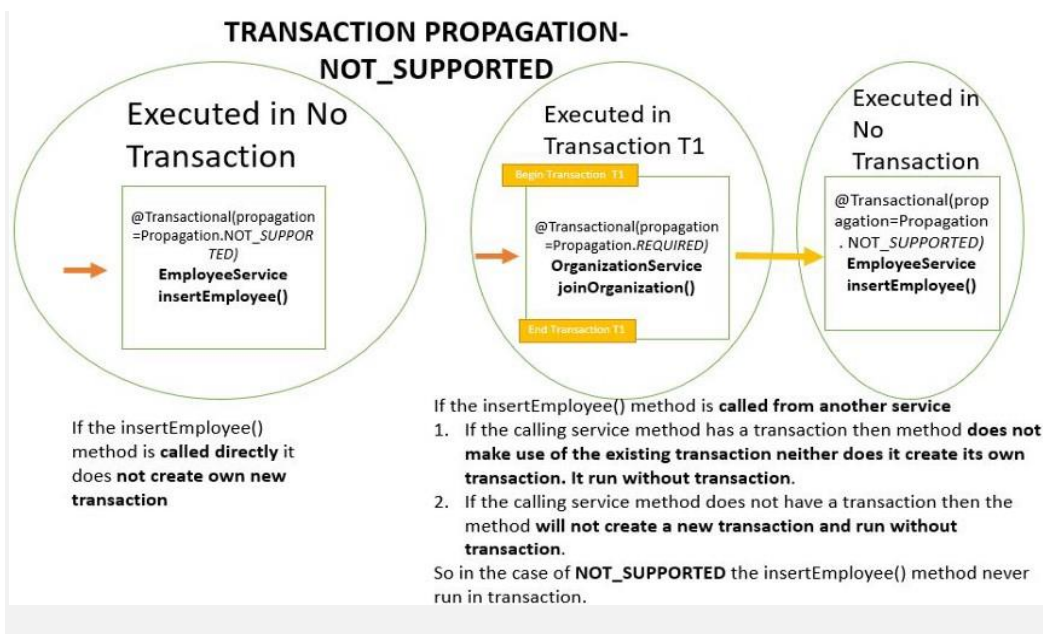 TRANSACTION PROPAGATION-
NOT_SUPPORTED
Executed in No
Transaction
@Transactional(propagation
=Propagation.NOT_SUPPOR
TED)
EmployeeService
insertEmployee()
If the insertEmployee()
method is called directly it
does not create own new
transaction
Executed in
Transaction T1
Begin Transaction T1
@Transactional(propagation
=Propagation.REQUIRED)
OrganizationService
joinOrganization()
End Transaction T1
Executed in
No
Transaction
@Transactional(prop
agation=Propagation
. NOT_SUPPORTED)
EmployeeService
insertEmployee()
If the insertEmployee() method is called from another service
1. If the calling service method has a transaction then method does not
make use of the existing transaction neither does it create its own
transaction. It run without transaction.
2. If the calling service method does not have a transaction then the
method will not create a new transaction and run without
transaction.
So in the case of NOT_SUPPORTED the insertEmployee() method never
run in transaction.